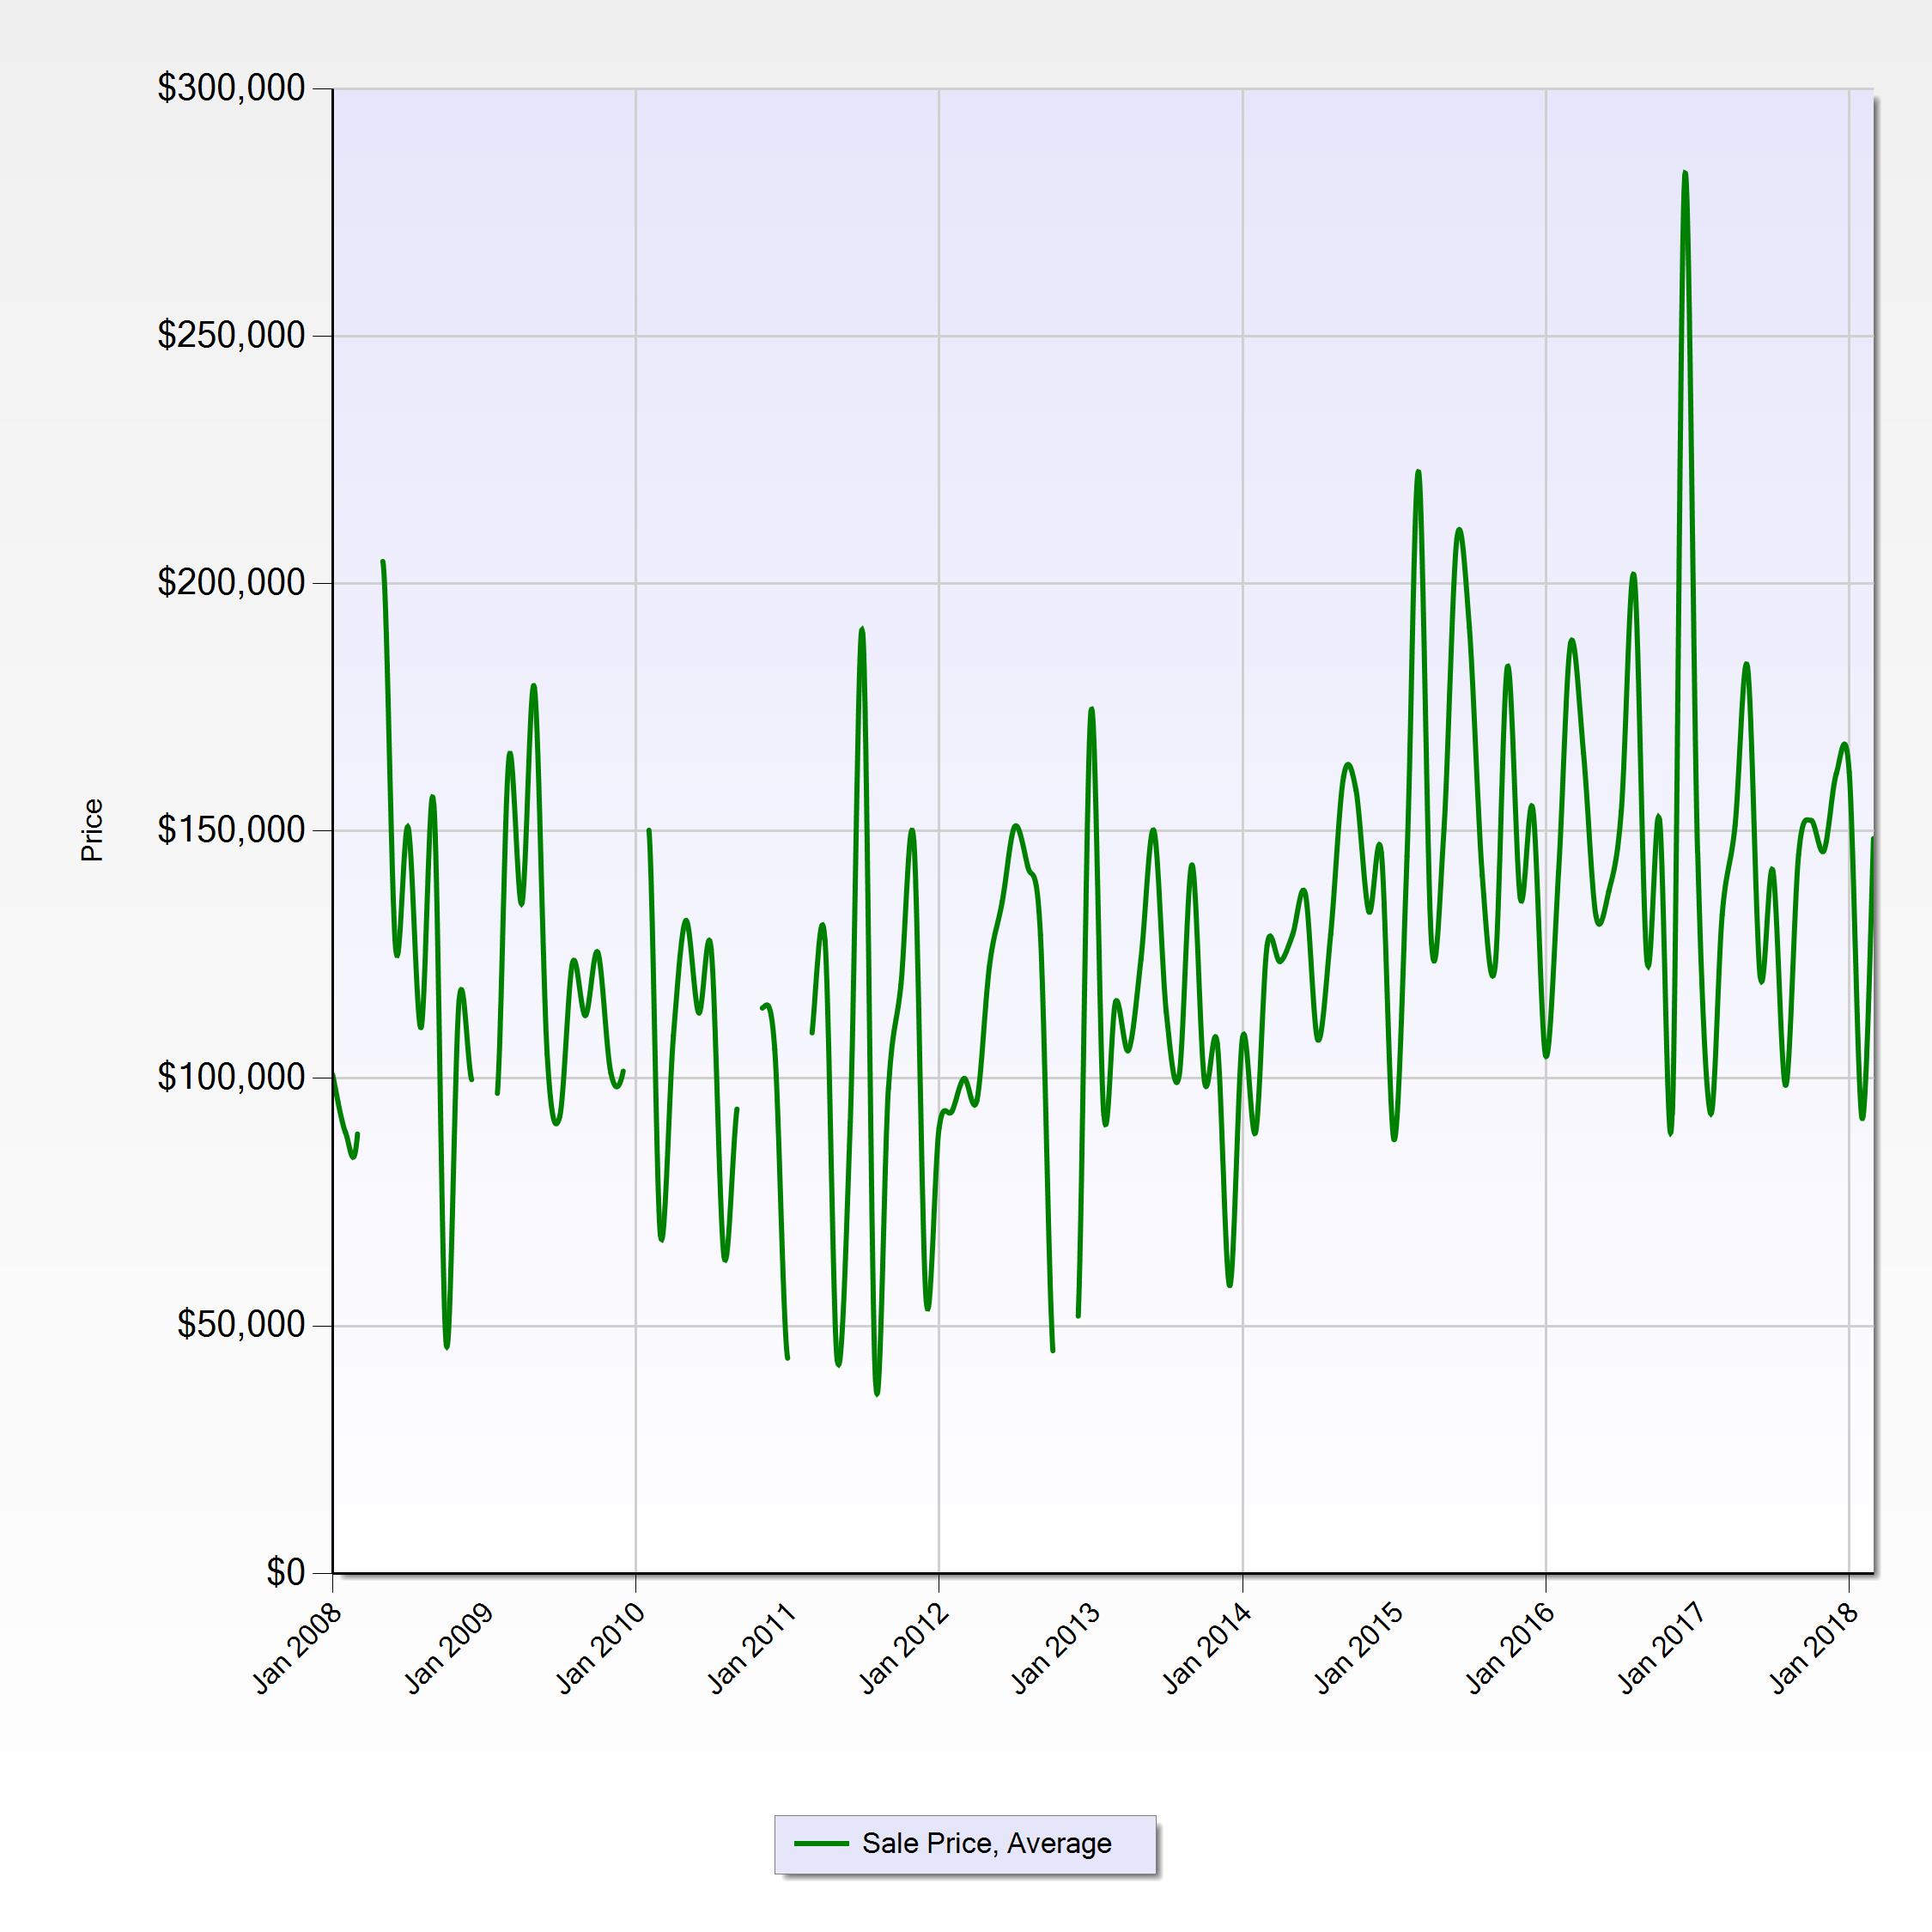 $300,000
$250,000
$200,000
$150,000
$100,000
$50,000
$0
Price
Jan 2008
Jan 2009
Jan 2010
Jan 2011
Jan 2012
Jan 2013
Jan 2014
Jan 2015
Jan 2016
Jan 2017
Jan 2018
Sale Price, Average